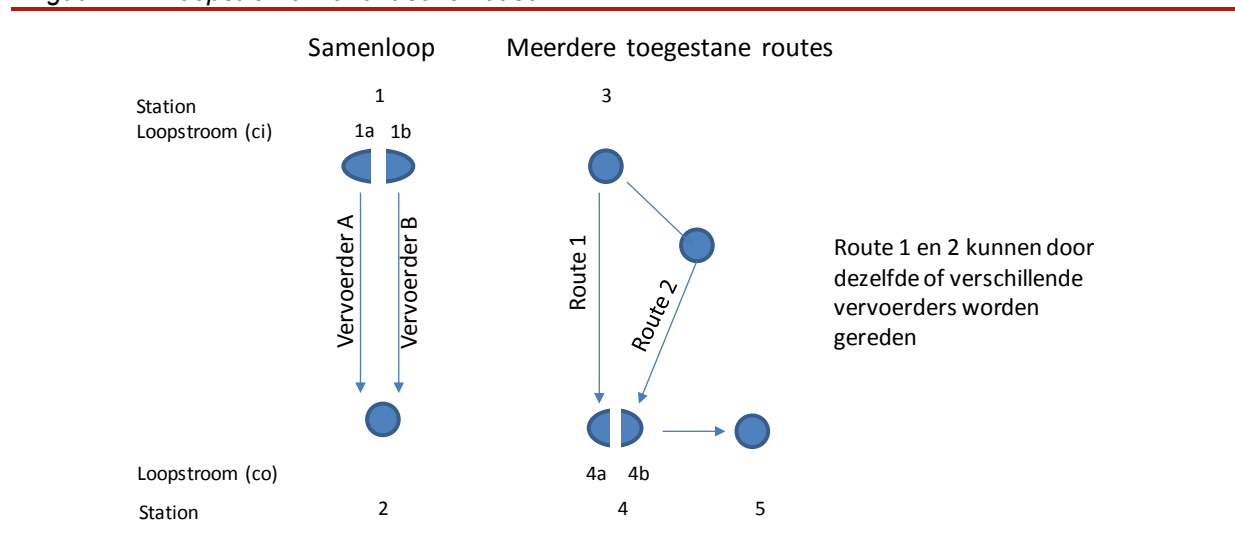 Samenloop Meerdere toegestane routes
Station 1 3
Loopstroom (ci) 1a 1b
Vervoerder A
Vervoerder B
Route 1
Route 2
Route 1 en 2 kunnen door
dezelfde of verschillende
vervoerders worden
gereden
Loopstroom (co) 4a 4b
Station 2 4 5